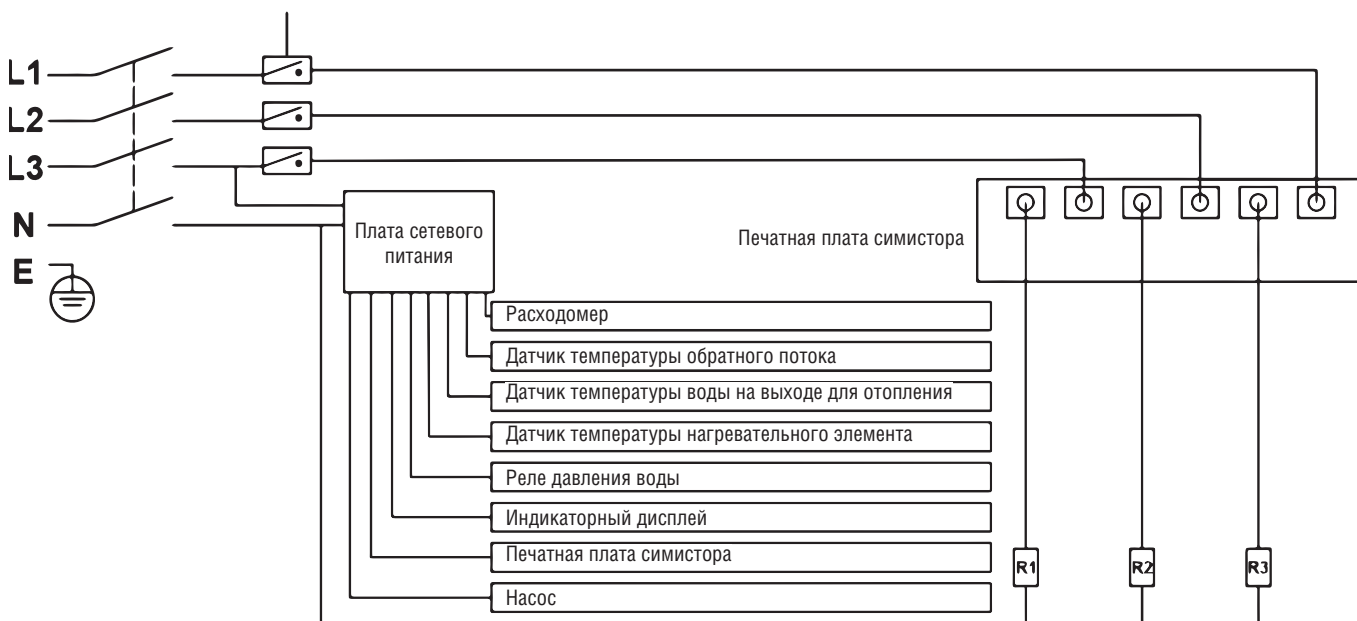 L1
L2
L3
N
E
Плата сетевого
питания
Печатная плата симистора
Расходомер
Датчик температуры обратного потока
Датчик температуры воды на выходе для отопления
Датчик температуры нагревательного элемента
Реле давления воды
Индикаторный дисплей
Печатная плата симистора
Насос
R1
R2
R3